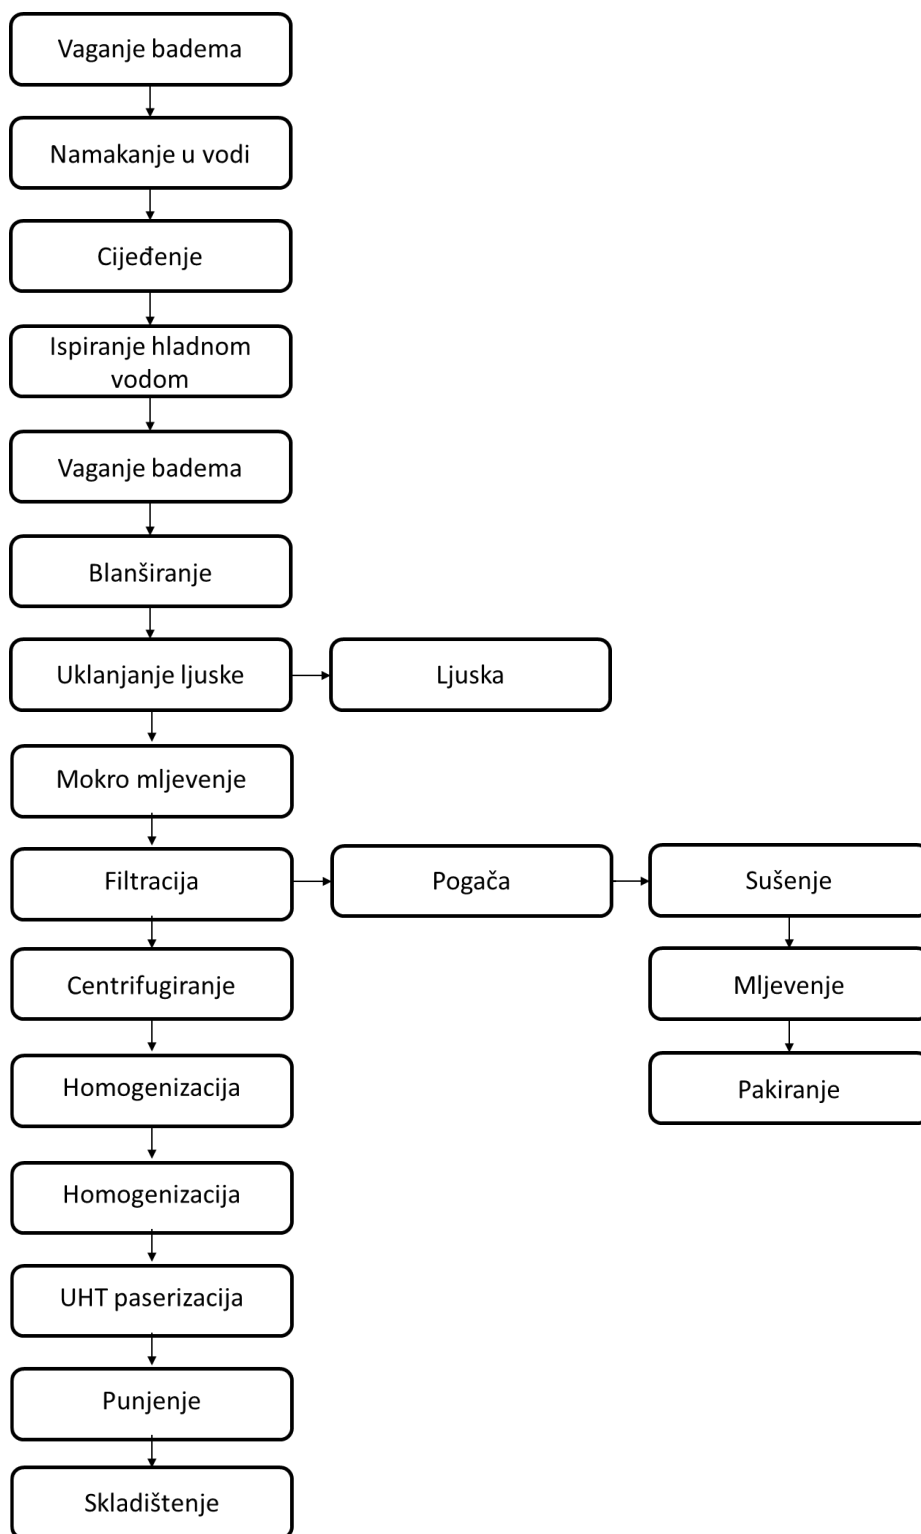 Vaganje badema
Namakanje u vodi
Cijeđenje
Ispiranje hladnom
vodom
Vaganje badema
Blanširanje
Uklanjanje ljuske
Ljuska
Mokro mljevenje
Filtracija
Pogača
Sušenje
Centrifugiranje
Mljevenje
Homogenizacija
Pakiranje
Homogenizacija
UHT paserizacija
Punjenje
Skladištenje